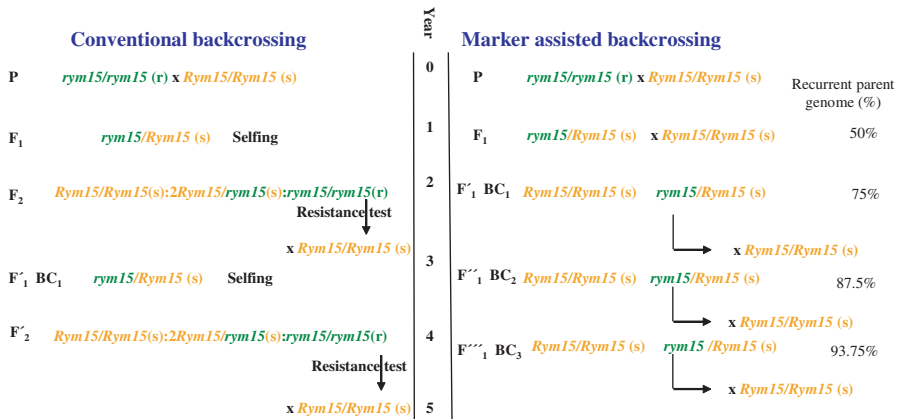 Conventional backcrossing
P rym15/rym15 (r) x Rym15/Rym15 (s)
F1 rym15/Rym15 (s) Selfing
F2 Rym15/Rym15(s):2Rym15/rym15(s):rym15/rym15(r)
Resistance test
x Rym15/Rym15 (s)
F´1 BC1 rym15/Rym15 (s) Selfing
F´2 Rym15/Rym15(s):2Rym15/rym15(s):rym15/rym15(r)
Resistance test
x Rym15/Rym15 (s)
Year
0
1
2
3
4
5
Marker assisted backcrossing
Recurrent parent
genome (%)
P rym15/rym15 (r) x Rym15/Rym15 (s)
F1 rym15/Rym15 (s) x Rym15/Rym15 (s) 50%
F´1 BC1 Rym15/Rym15 (s) rym15/Rym15 (s) 75%
x Rym15/Rym15 (s)
F´´1 BC2 Rym15/Rym15 (s) rym15/Rym15 (s) 87.5%
x Rym15/Rym15 (s)
F´´´1 BC3 Rym15/Rym15 (s) rym15 /Rym15 (s) 93.75%
x Rym15/Rym15 (s)